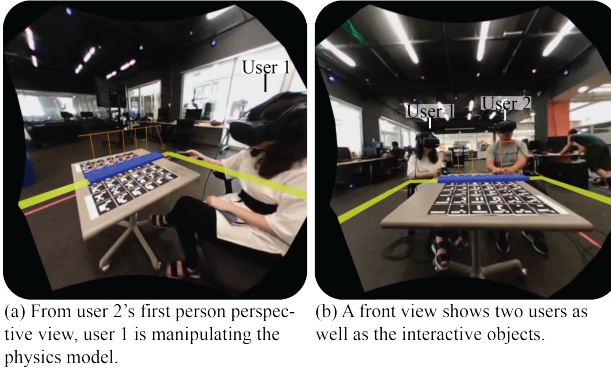 User 1
User 1
User 2
(a) From user 2's first person perspec-
tive view, user 1 is manipulating the
physics model.
(b) A front view shows two users as
well as the interactive objects.